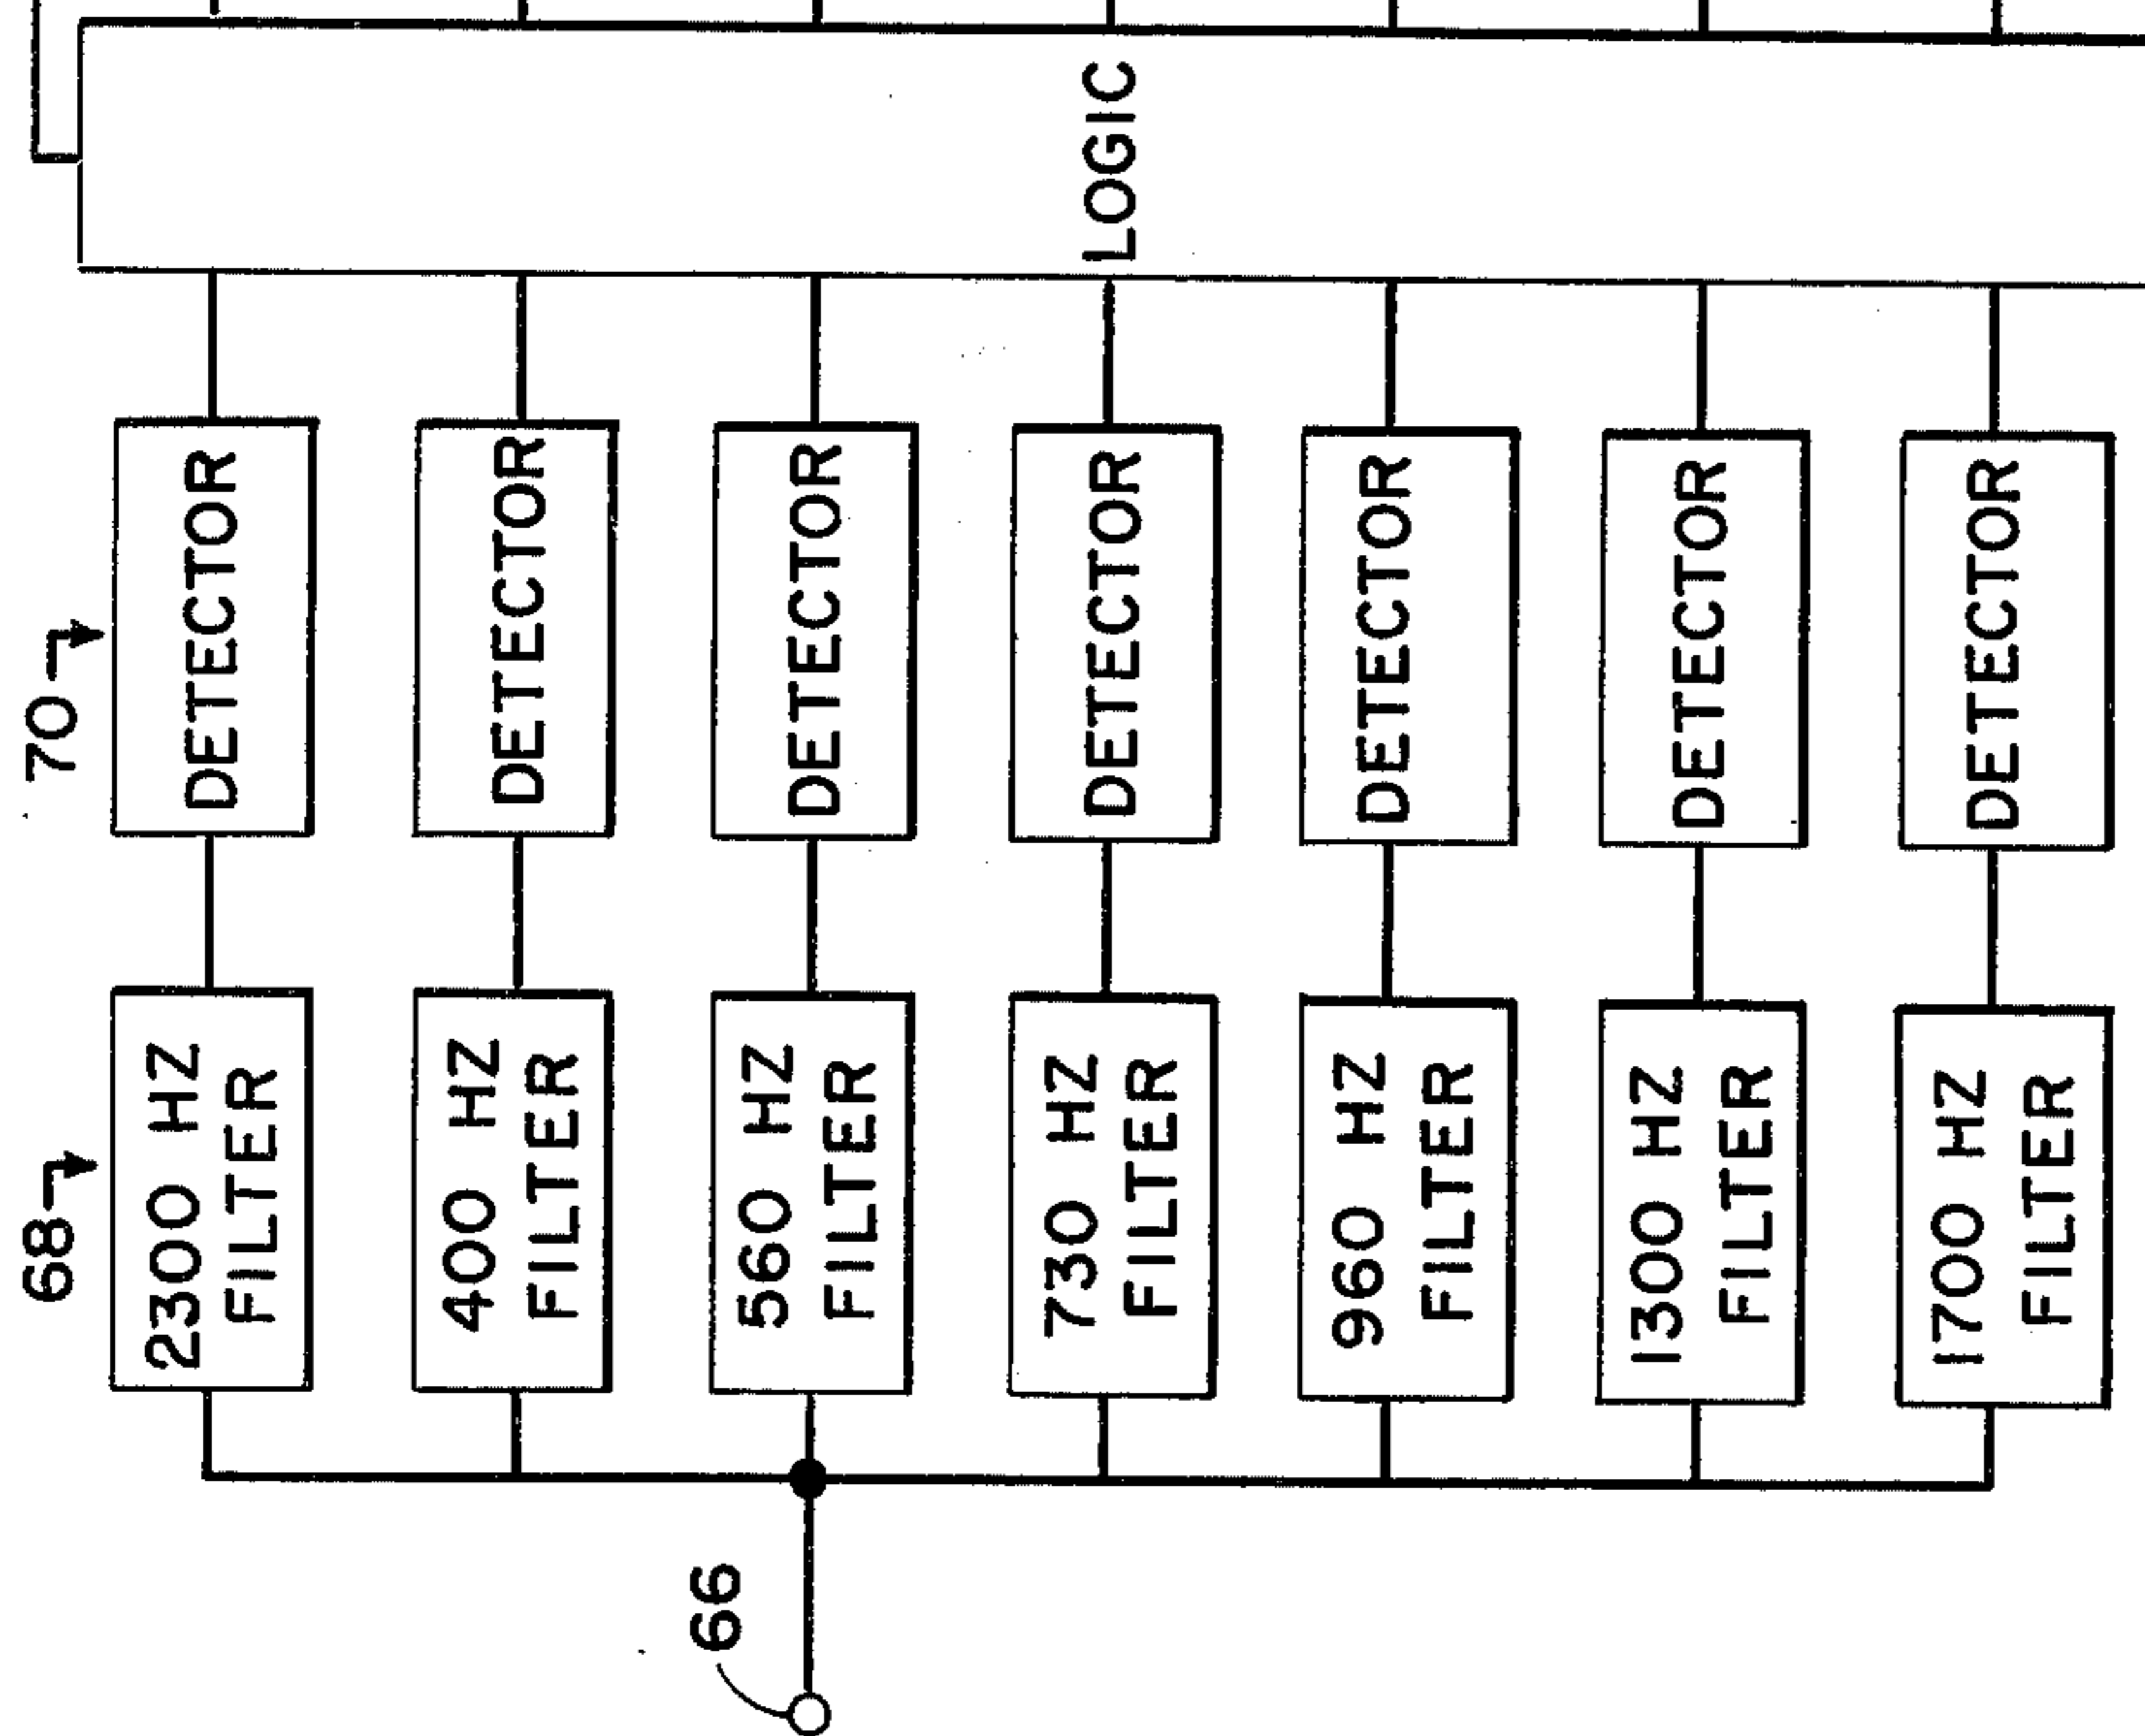 68
70
2300 HZ
FILTER
DETECTOR
400 HZ
FILTER
DETECTOR
66
560 HZ
FILTER
DETECTOR
730 HZ
FILTER
DETECTOR
LOGIC
960 HZ
FILTER
DETECTOR
1300 HZ
FILTER
DETECTOR
1700 HZ
FILTER
DETECTOR